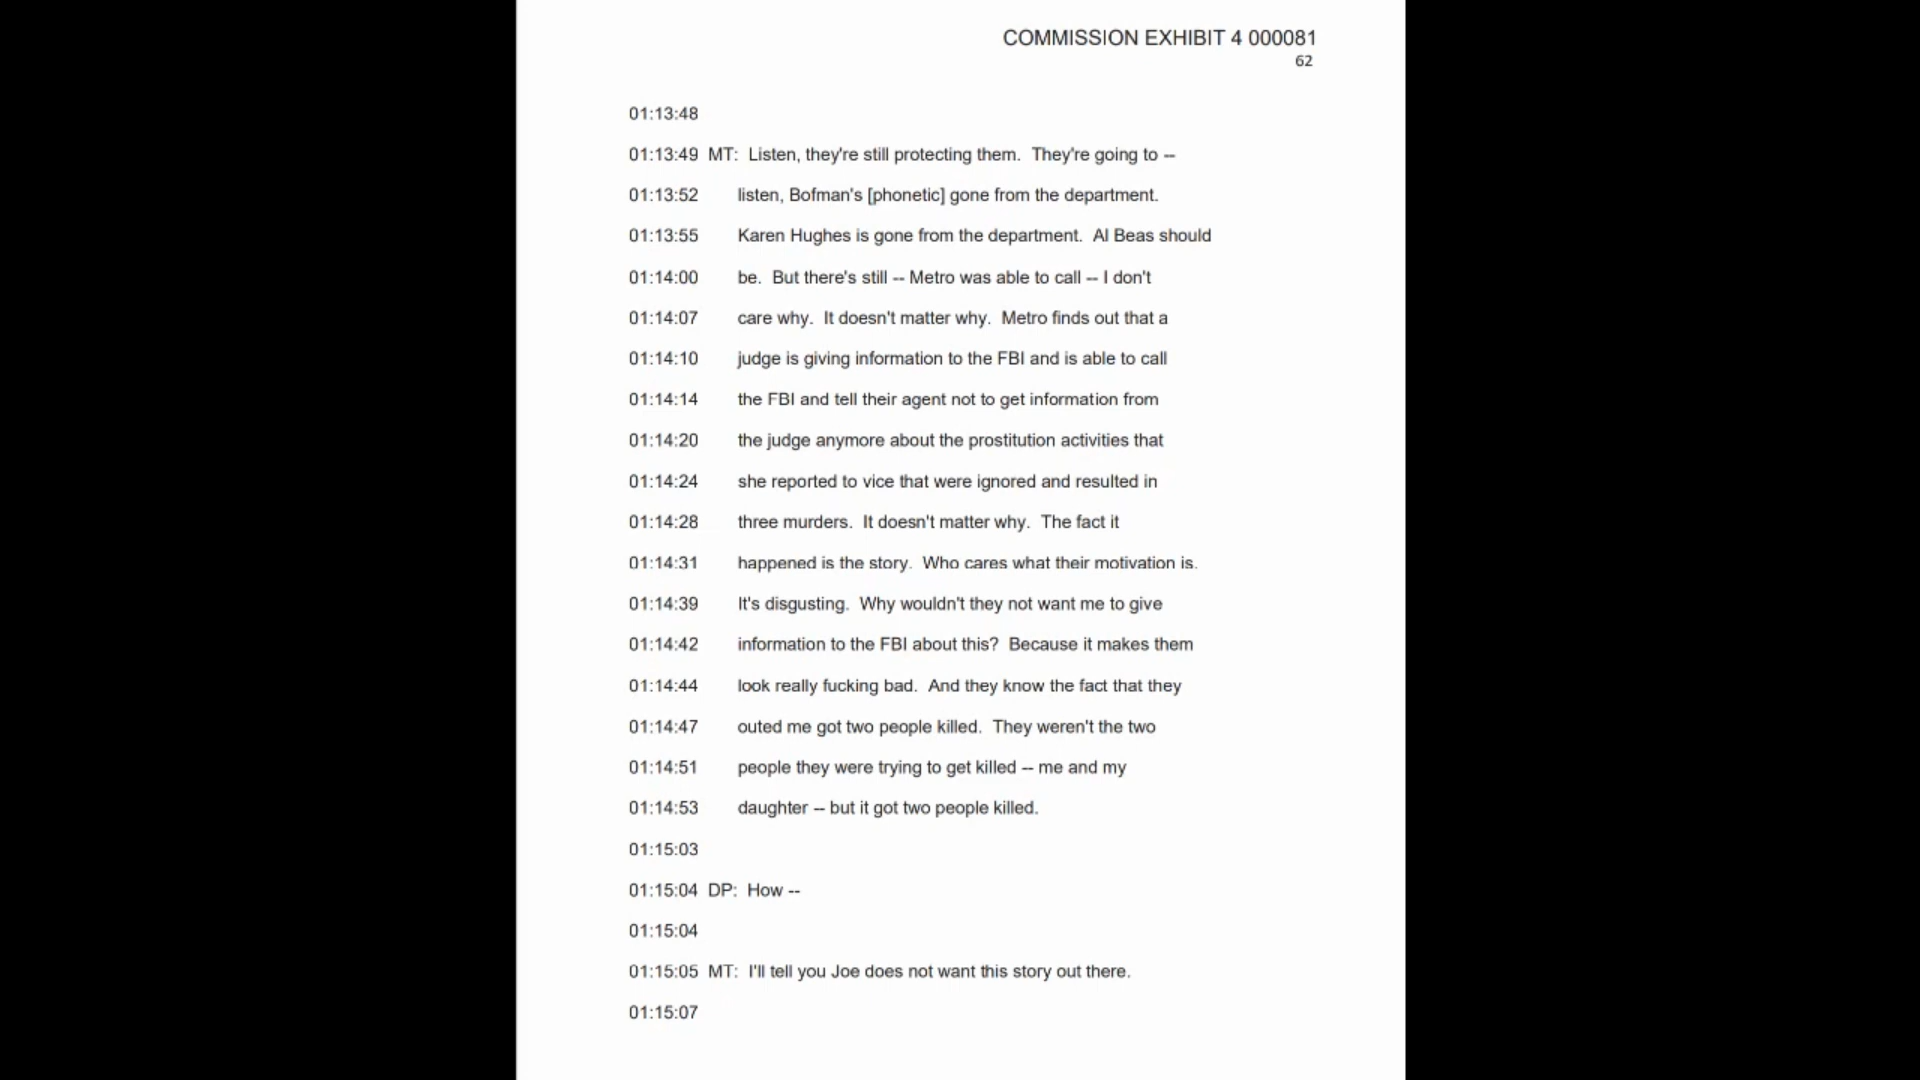 COMMISSION EXHIBIT 4 000081
62
01:13:48
01:13:49 MT: Listen, they're still protecting them. They're going to --
01:13:52 listen, Bofman's [phonetic] gone from the department.
01:13:55 Karen Hughes is gone from the department. Al Beas should
01:14:00 be. But there's still -- Metro was able to call -- I don't
01:14:07 care why. It doesn't matter why. Metro finds out that a
01:14:10 judge is giving information to the FBI and is able to call
01:14:14 the FBI and tell their agent not to get information from
01:14:20 the judge anymore about the prostitution activities that
01:14:24 she reported to vice that were ignored and resulted in
01:14:28 three murders. It doesn't matter why. The fact it
01:14:31 happened is the story. Who cares what their motivation is.
01:14:39 It's disgusting. Why wouldn't they not want me to give
01:14:42 information to the FBI about this? Because it makes them
01:14:44 look really fucking bad. And they know the fact that they
01:14:47 outed me got two people killed. They weren't the two
01:14:51 people they were trying to get killed -- me and my
01:14:53 daughter -- but it got two people killed.
01:15:03
01:15:04 DP: How --
01:15:04
01:15:05 MT: I'll tell you Joe does not want this story out there.
01:15:07